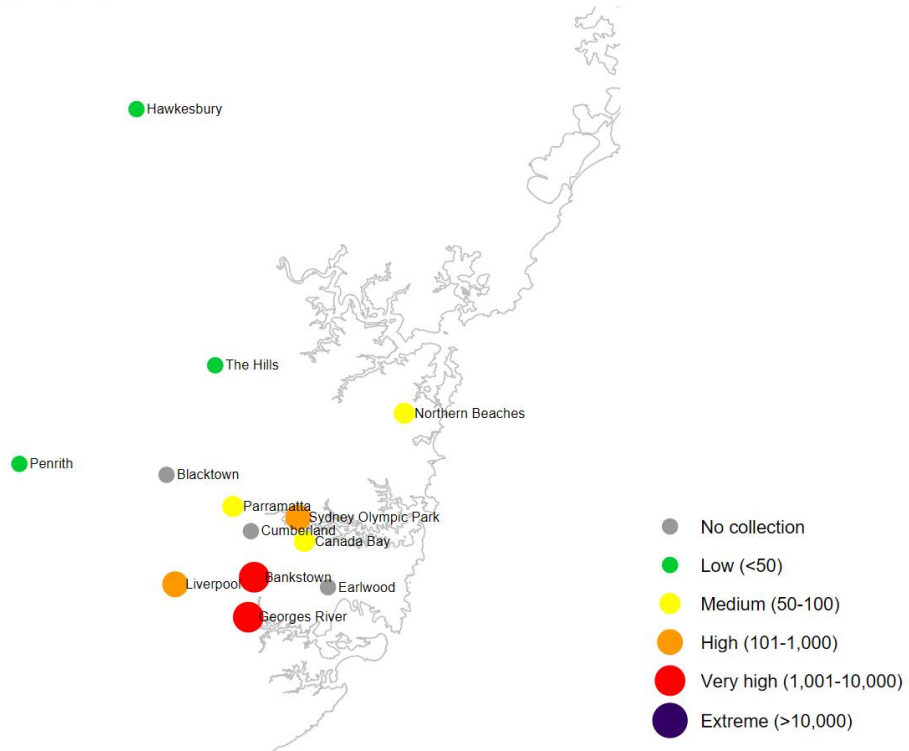 Hawkesbury
The Hills
Northern Beaches
Penrith
Blacktown
Parramatta
Sydney Olympic Park
Cumberland
Canada Bay
Bankstown
Liverpool
Earlwood
Georges River
No collection
Low (<50)
Medium (50-100)
High (101-1,000)
Very high (1,001-10,000)
Extreme (>10,000)